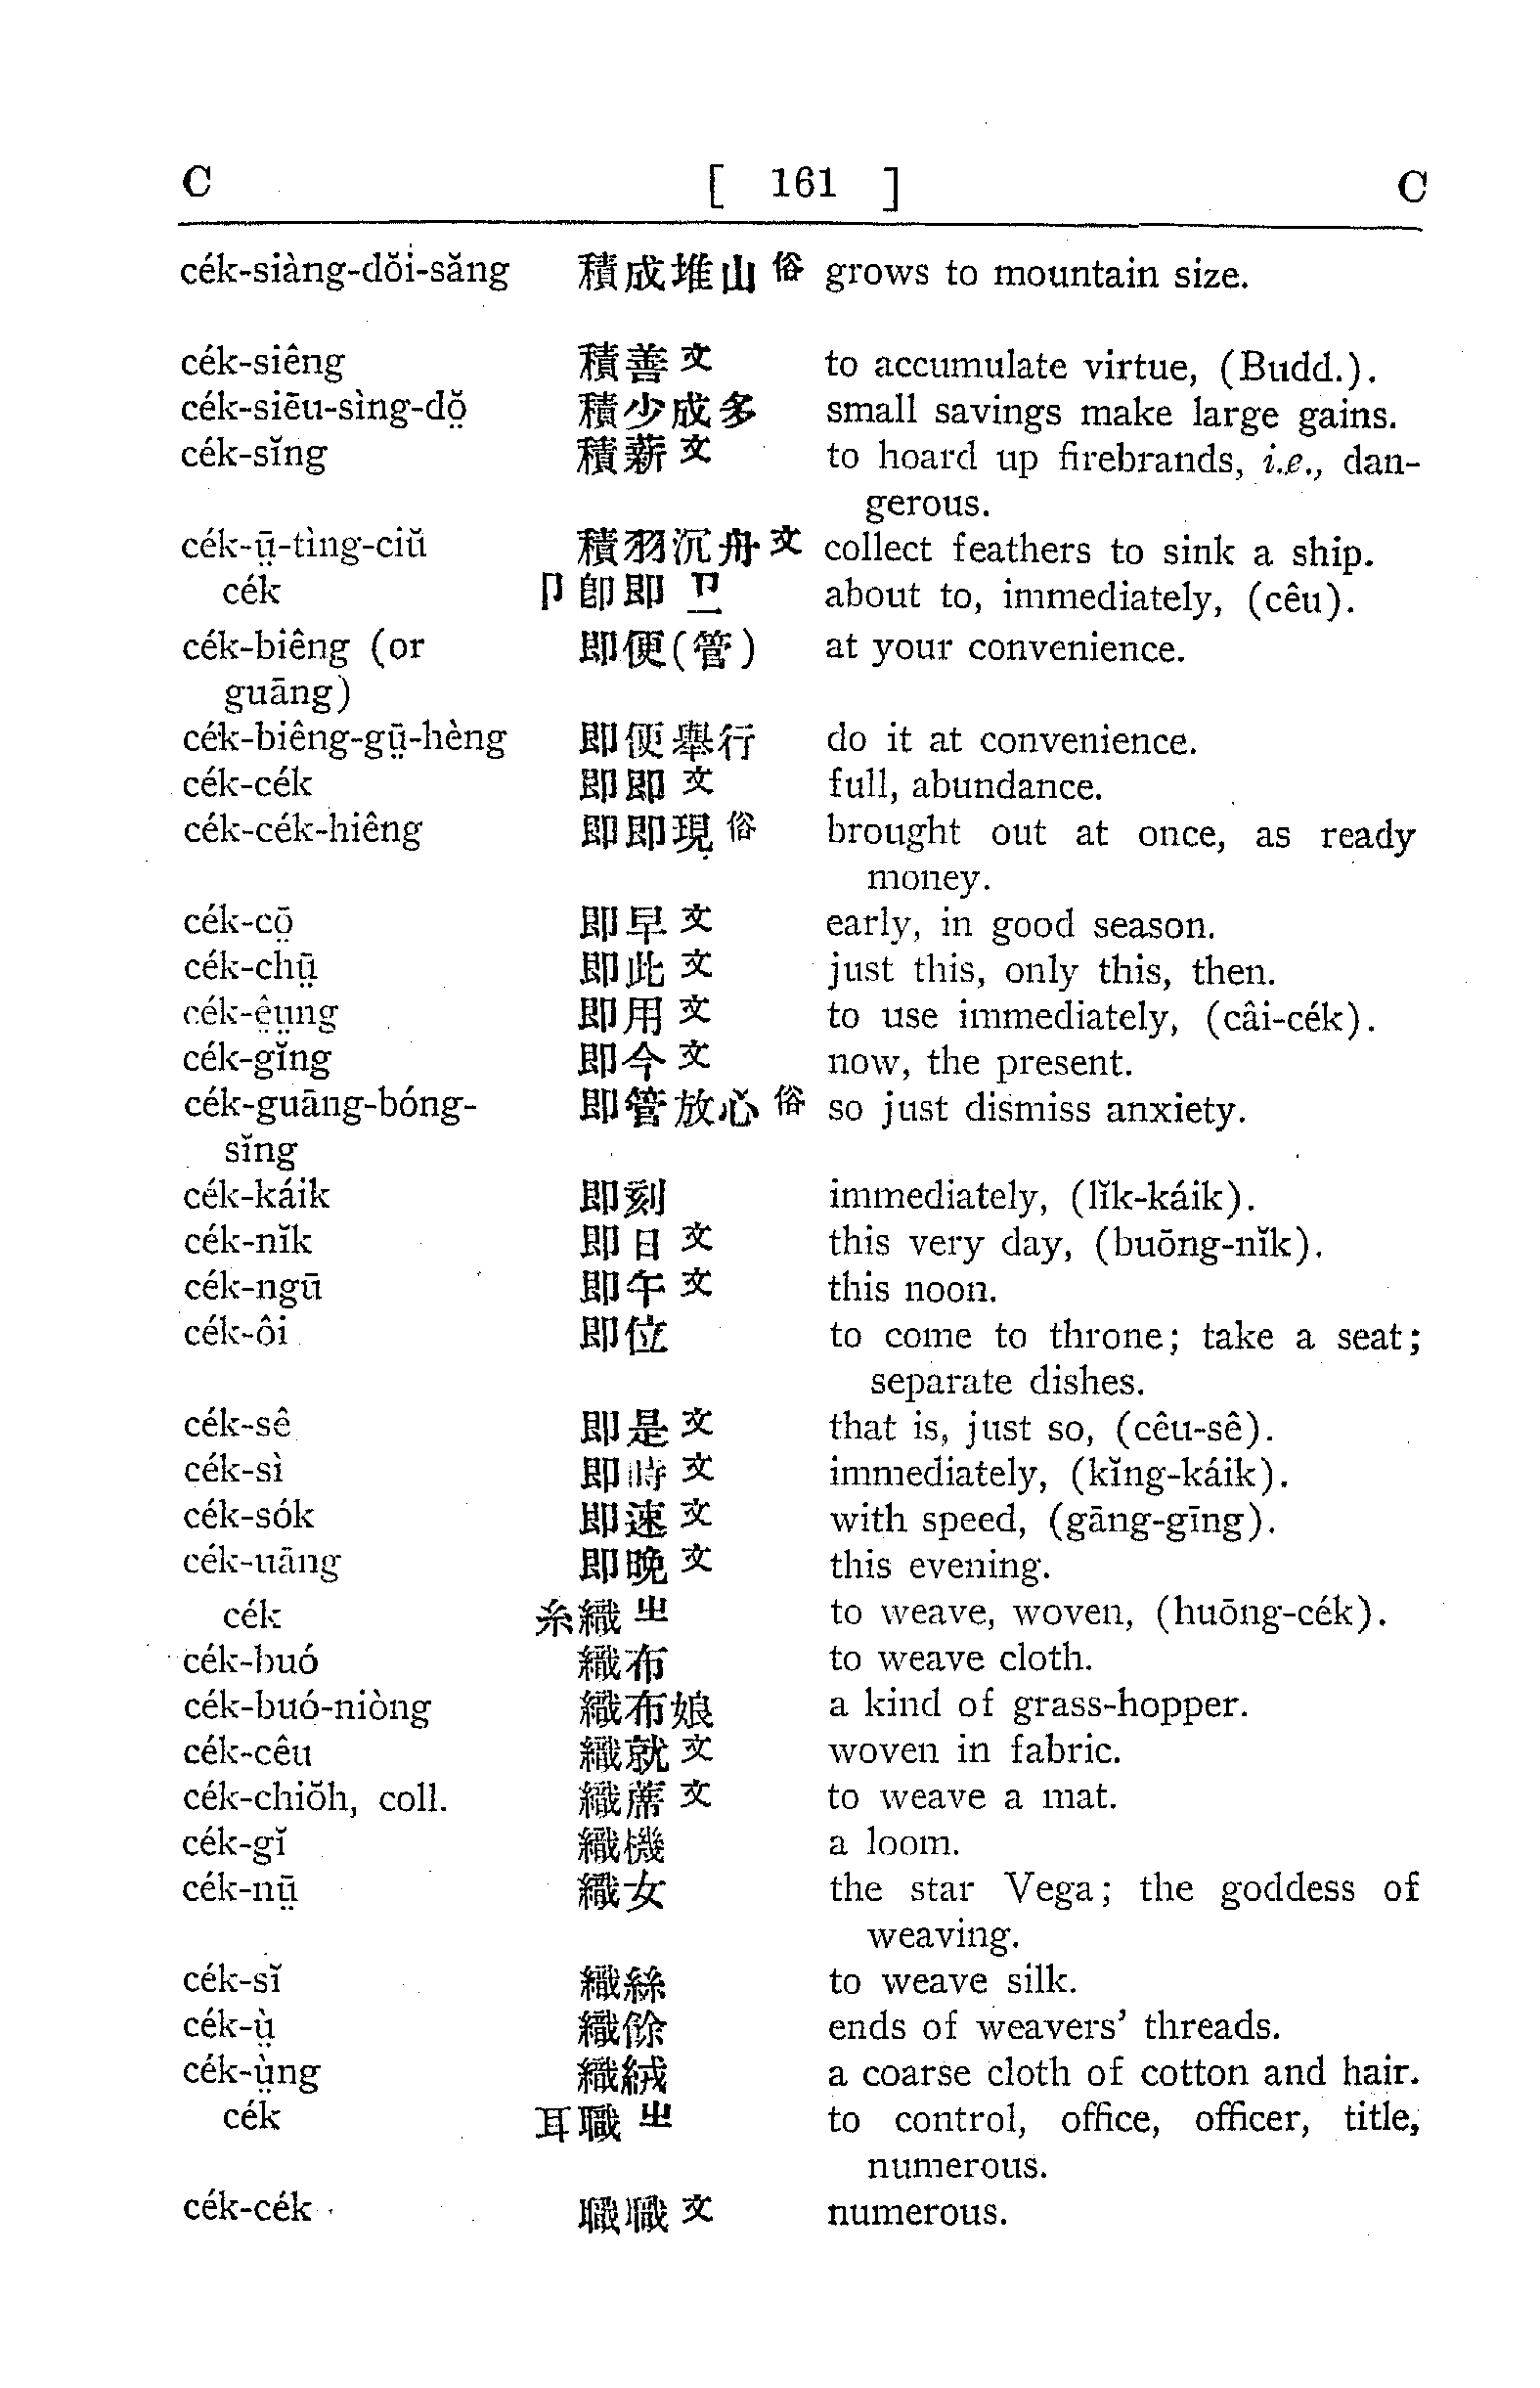 C [ 161 ] C
cék-siàng-dŏi-săng 積成堆山 俗 grows to mountain size.
cék-siêng 積善 文 to accumulate virtue, (Budd.).
cék-siēu-sìng-dŏ̤ 積少成多 small savings make large gains.
cék-sĭng 積薪 文 to hoard up firebrands, i.e., dan-
gerous.
cék-ṳ̄-tìng-ciŭ 積羽沉舟 文 collect feathers to sink a ship.
cék 卩 卽 即 about to, immediately, (cêu).
cék-biêng (or 即便(管) at your convenience.
guāng)
cék-biêng-gṳ̄-hèng 即便舉行 do it at convenience.
cék-cék 即即 文 full, abundance.
cék-cék-hiêng 即即現 俗 brought out at once, as ready
money.
cék-cō̤ 即早 文 early, in good season.
cék-chṳ̄ 即此 文 just this, only this, then.
cék-ê̤ṳng 即用 文 to use immediately, (câi-cék).
cék-gĭng 即今 文 now, the present.
cék-guāng-bóng- 即管放心 俗 so just dismiss anxiety.
sĭng
cék-káik 即刻 immediately, (lĭk-káik).
cék-nĭk 即日 文 this very day, (buōng-nĭk).
cék-ngū 即午 文 this noon.
cék-ôi 即位 to come to throne; take a seat;
separate dishes.
cék-sê 即是 文 that is, just so, (cêu-sê).
cék-sì 即時 文 immediately, (kĭng-káik).
cék-sók 即速 文 with speed, (gāng-gīng).
cék-uāng 即晚 文 this evening.
cék 糸織 出 to weave, woven, (huōng-cék).
cék-buó 織布 to weave cloth.
cék-buó-niòng 織布娘 a kind of grass-hopper.
cék-cêu 織就 文 woven in fabric.
cék-chiŏh, coll. 織蓆 文 to weave a mat.
cék-gĭ 織機 a loom.
cék-nṳ̄ 織女 the star Vega; the goddess of
weaving.
cék-sĭ 織絲 to weave silk.
cék-ṳ̀ 織餘 ends of weavers' threads.
cék-ṳ̀ng 織絨 a coarse cloth of cotton and hair.
cék 耳職 出 to control, office, officer, title,
numerous.
cék-cék 職職 文 numerous.